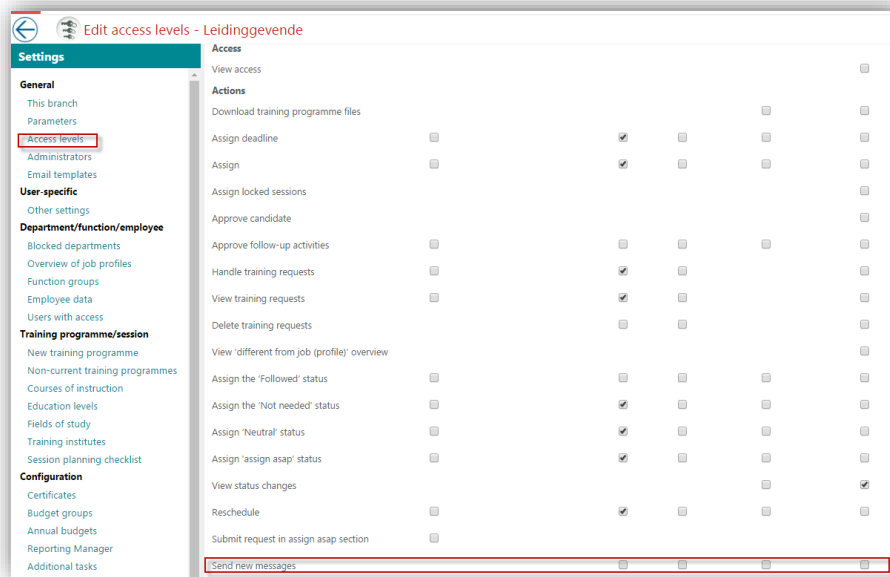 Edit access levels - Leidinggevende
Settings
General
This branch
Parameters
Access levels
Administrators
Email templates
User-specific
Other settings
Department/function/employee
Blocked departments
Overview of job profiles
Function groups
Employee data
Users with access
Training programme/session
New training programme
Non-current training programmes
Courses of instruction
Education levels
Fields of study
Training institutes
Session planning checklist
Configuration
Certificates
Budget groups
Annual budgets
Reporting Manager
Additional tasks
Access
View access
Actions
Download training programme files
Assign deadline
Assign
Assign locked sessions
Approve candidate
Approve follow-up activities
Handle training requests
View training requests
Delete training requests
View 'different from job (profile)' overview
Assign the 'Followed' status
Assign the 'Not needed' status
Assign 'Neutral' status
Assign 'assign asap' status
View status changes
Reschedule
Submit request in assign asap section
Send new messages